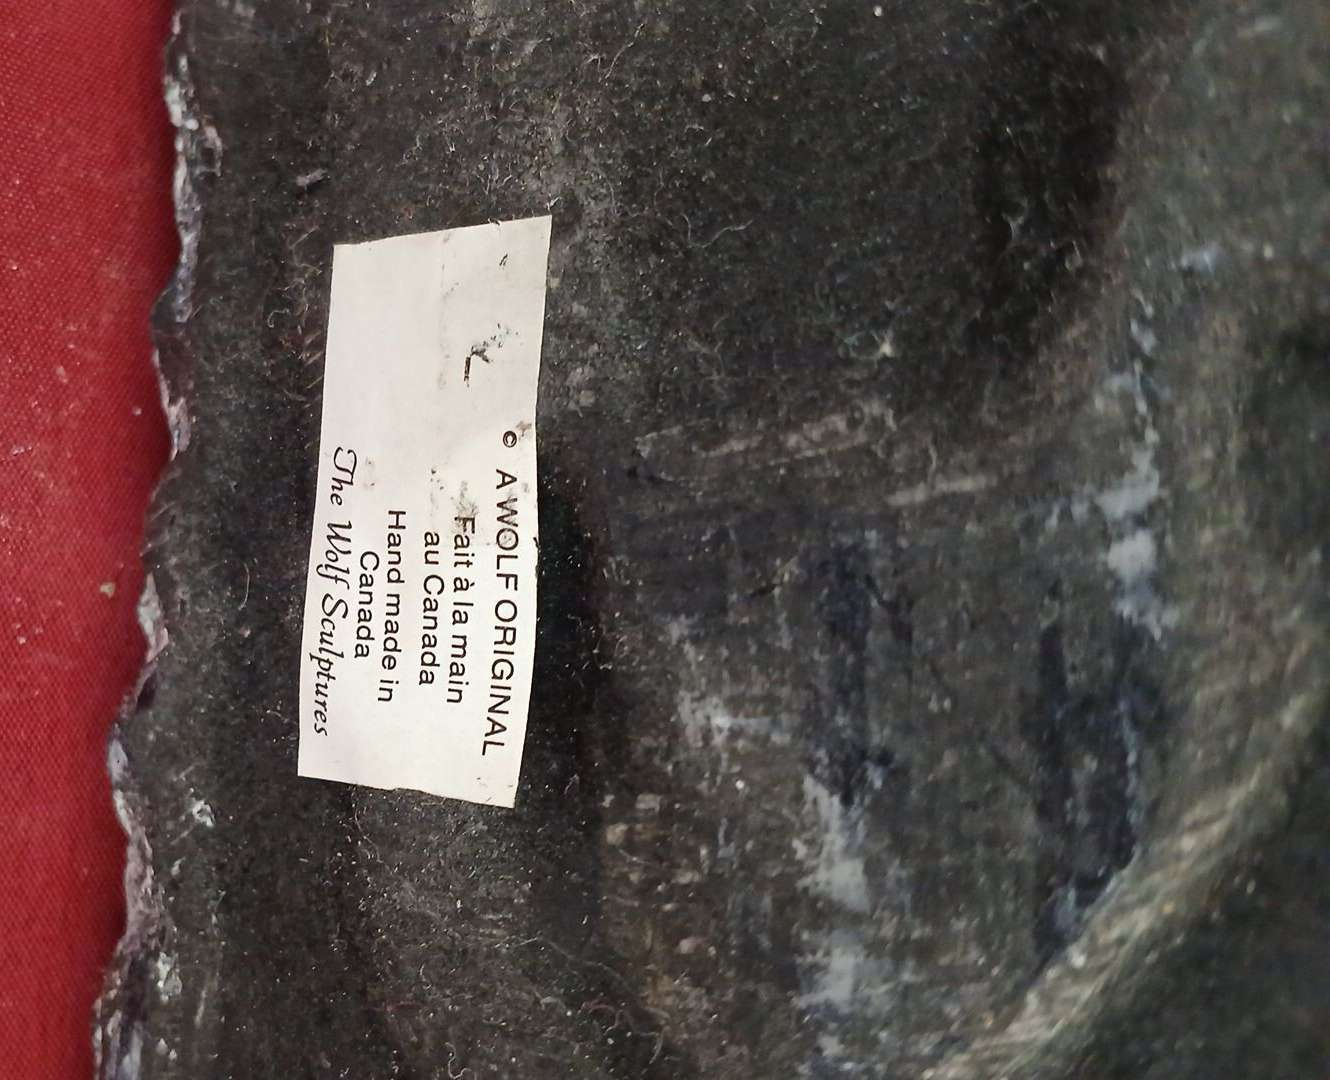 © A WOLF ORIGINAL
Fait à la main
au Canada
Hand made in
Canada
The Wolf Sculptures